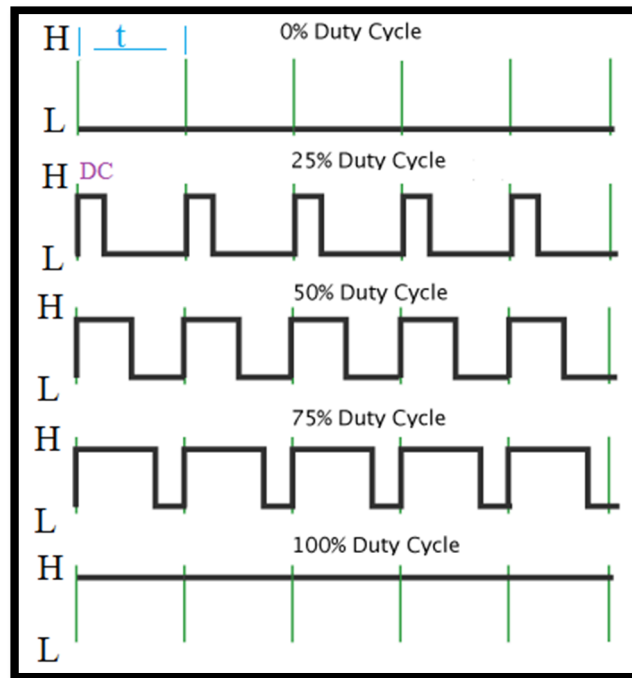 H t 0% Duty Cycle
L
25% Duty Cycle
H DC
L
50% Duty Cycle
H
L
75% Duty Cycle
H
L
100% Duty Cycle
H
L